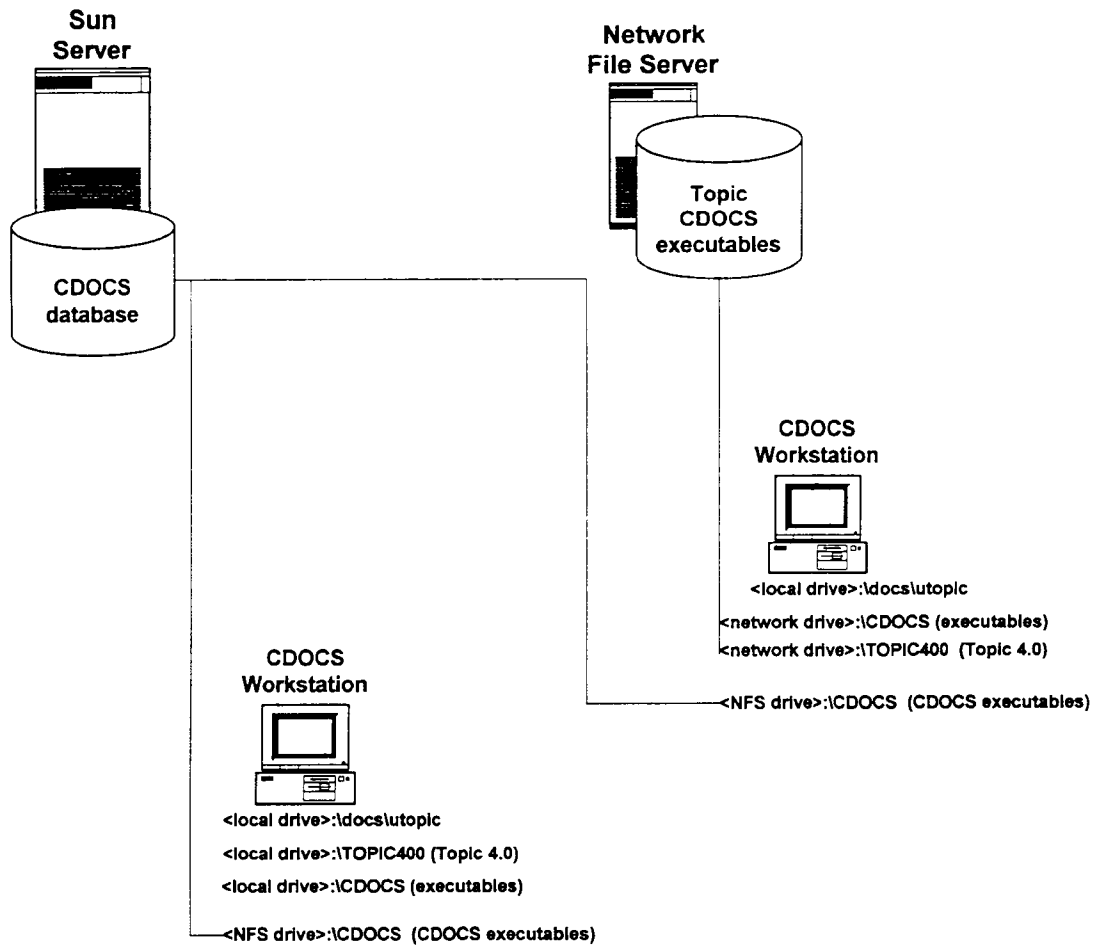 Sun
Server
CDOCS
database
Network
File Server
Topic
CDOCS
executables
CDOCS
Workstation
<local drive>:\docs\utopic
<network drive>:\CDOCS (executables)
<network drive>:\TOPIC400 (Topic 4.0)
<NFS drive>:\CDOCS (CDOCS executables)
CDOCS
Workstation
<local drive>:\docs\utopic
<local drive>:\TOPIC400 (Topic 4.0)
<local drive>:\CDOCS (executables)
<NFS drive>:\CDOCS (CDOCS executables)